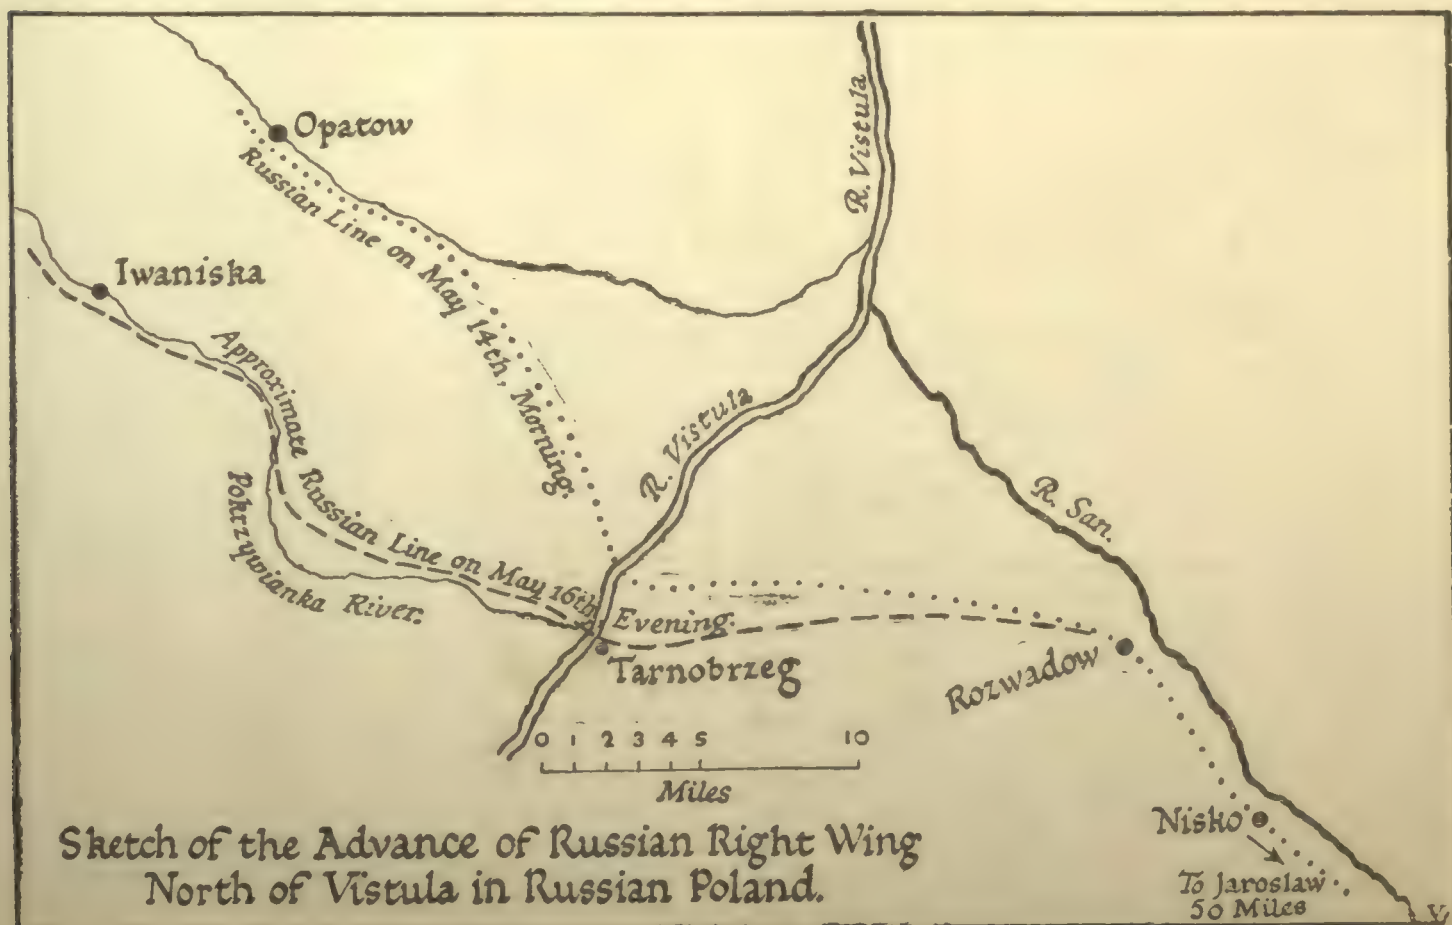 Opatow
R. Vistula
Russian Line on May 14th, Morning.
Iwaniska
Approximate Russian Line on May 16th Evening.
R. Vistula
Pokrzywianka River.
R. San.
Tarnobrzeg
Rozwadow
0 1 2 3 4 5 10
Miles
Nisko
To Jaroslaw
50 Miles
Sketch of the Advance of Russian Right Wing
North of Vistula in Russian Poland.